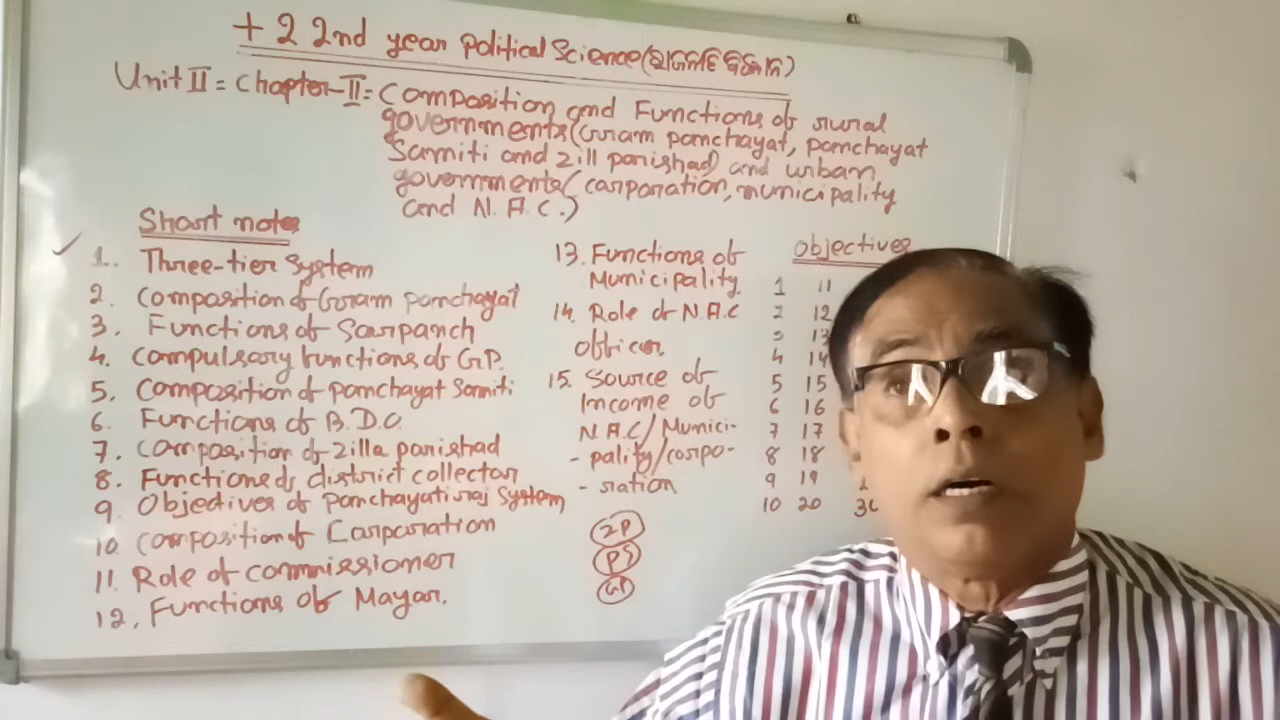 +2 2nd year political Science (ରାଜନୀତି ବିଜ୍ଞାନ)
Unit II = Chapter-II = Composition and Functions of rural
governments (Gram panchayat, panchayat
Samiti and zill parishad) and urban
governments (corporation, municipality
and N.A.C.)
Short notes
1. Three-tier System
2. Composition of Gram panchayat
3. Functions of Sarpanch
4. Compulsory functions of G.P.
5. Composition of panchayat Samiti
6. Functions of B.D.O.
7. Composition of zilla parishad
8. Functions of district collector
9. Objectives of panchayati raj System
10. Composition of Corporation
11. Role of commissioner
12. Functions of Mayor.
13. Functions of
Municipality
14. Role of N.A.C
officer
15. Source of
Income of
N.A.C/Munici-
-pality/corpo-
-ration
ZP
PS
GP
Objectives
1 11
2 12
3 13
4 14
5 15
6 16
7 17
8 18
9 19
10 20